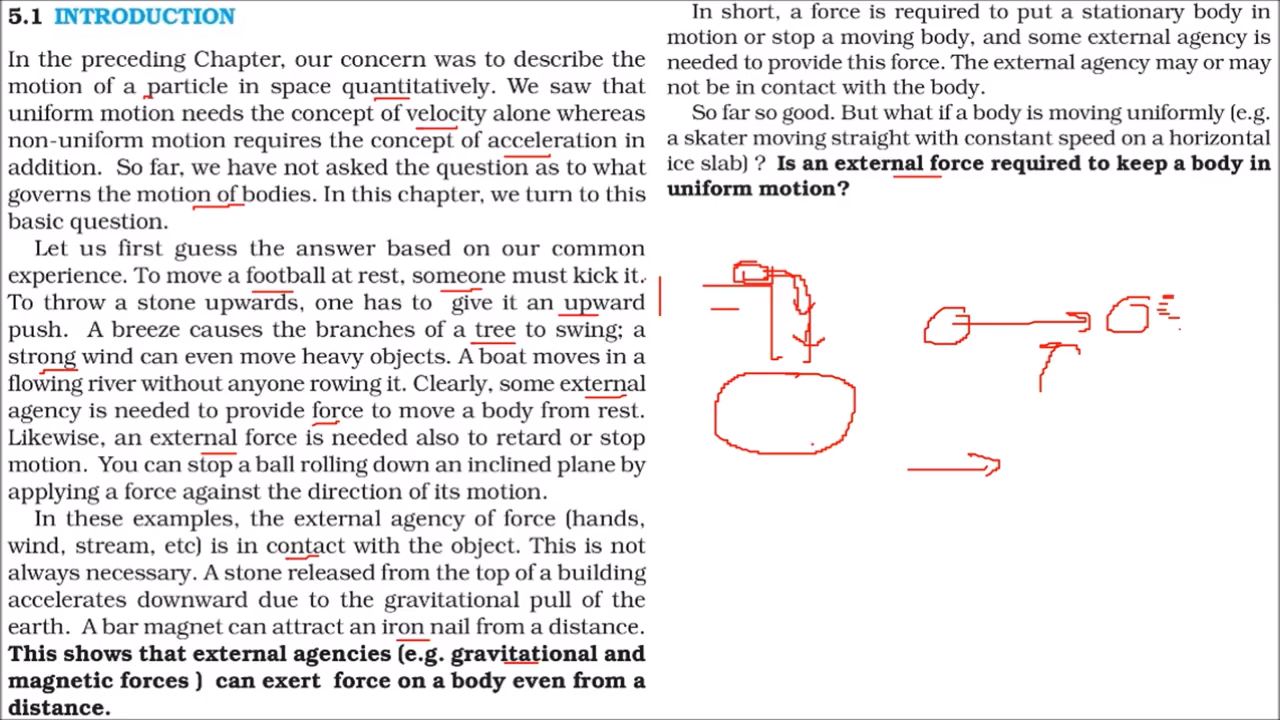 5.1 INTRODUCTION
In the preceding Chapter, our concern was to describe the
motion of a particle in space quantitatively. We saw that
uniform motion needs the concept of velocity alone whereas
non-uniform motion requires the concept of acceleration in
addition. So far, we have not asked the question as to what
governs the motion of bodies. In this chapter, we turn to this
basic question.
Let us first guess the answer based on our common
experience. To move a football at rest, someone must kick it.
To throw a stone upwards, one has to give it an upward
push. A breeze causes the branches of a tree to swing; a
strong wind can even move heavy objects. A boat moves in a
flowing river without anyone rowing it. Clearly, some external
agency is needed to provide force to move a body from rest.
Likewise, an external force is needed also to retard or stop
motion. You can stop a ball rolling down an inclined plane by
applying a force against the direction of its motion.
In these examples, the external agency of force (hands,
wind, stream, etc) is in contact with the object. This is not
always necessary. A stone released from the top of a building
accelerates downward due to the gravitational pull of the
earth. A bar magnet can attract an iron nail from a distance.
This shows that external agencies (e.g. gravitational and
magnetic forces ) can exert force on a body even from a
distance.
In short, a force is required to put a stationary body in
motion or stop a moving body, and some external agency is
needed to provide this force. The external agency may or may
not be in contact with the body.
So far so good. But what if a body is moving uniformly (e.g.
a skater moving straight with constant speed on a horizontal
ice slab) ? Is an external force required to keep a body in
uniform motion?